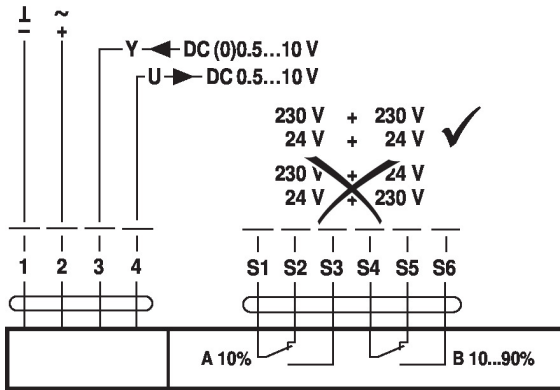 ⊥ ~
− +
Y ◄ DC (0)0.5...10 V
U ► DC 0.5...10 V
230 V + 230 V
24 V + 24 V ✓
230 V + 24 V
24 V + 230 V
1 2 3 4 S1 S2 S3 S4 S5 S6
A 10% B 10...90%